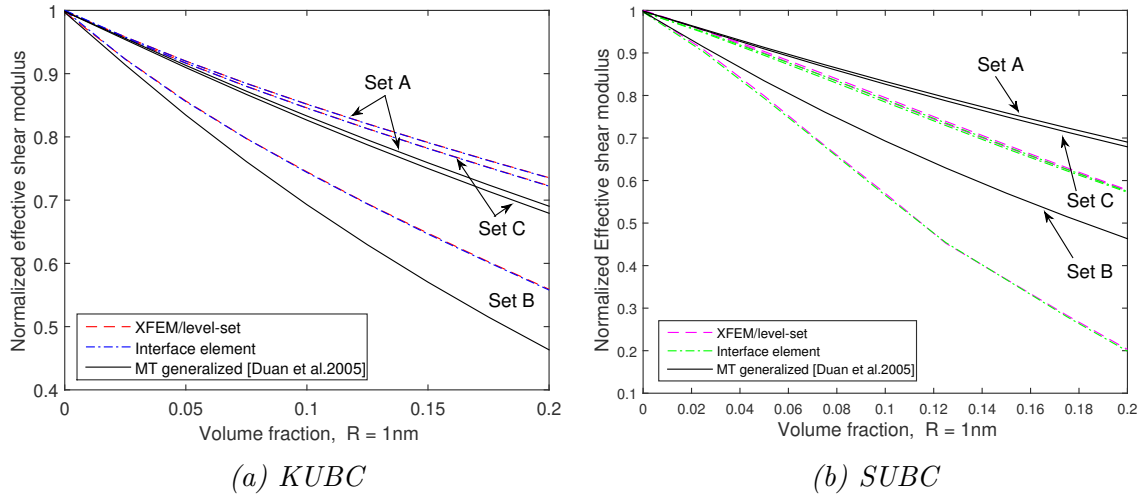 1
0.9
0.8
0.7
0.6
0.5
0.4
Normalized effective shear modulus
Set A
Set C
Set B
XFEM/level-set
Interface element
MT generalized [Duan et al.2005]
0
0.05
0.1
0.15
0.2
Volume fraction, R = 1nm
(a) KUBC
1
0.9
0.8
0.7
0.6
0.5
0.4
0.3
0.2
0.1
Normalized Effective shear modulus
Set A
Set C
Set B
XFEM/level-set
Interface element
MT generalized [Duan et al.2005]
0
0.02
0.04
0.06
0.08
0.1
0.12
0.14
0.16
0.18
0.2
Volume fraction, R = 1nm
(b) SUBC